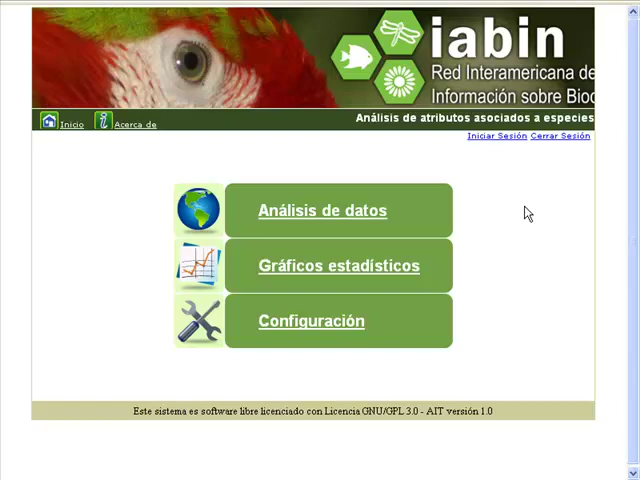 iabin
Red Interamericana de
Información sobre Biod
Inicio
Acerca de
Análisis de atributos asociados a especies
Iniciar Sesión Cerrar Sesión
Análisis de datos
Gráficos estadísticos
Configuración
Este sistema es software libre licenciado con Licencia GNU/GPL 3.0 - AIT versión 1.0